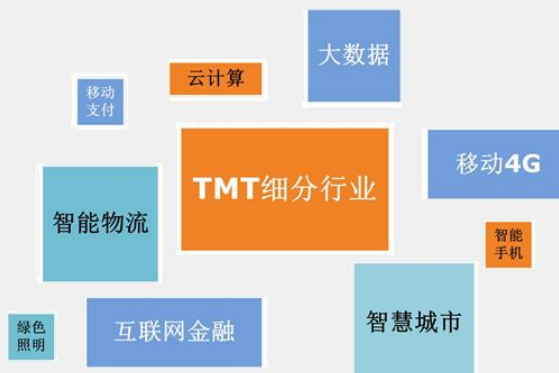 大数据
云计算
移动
支付
TMT细分行业
移动4G
智能物流
智能
手机
智慧城市
互联网金融
绿色
照明